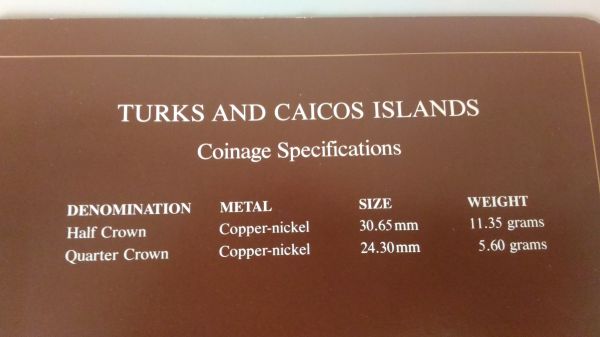 TURKS AND CAICOS ISLANDS
Coinage Specifications
DENOMINATION METAL SIZE WEIGHT
Half Crown Copper-nickel 30.65mm 11.35 grams
Quarter Crown Copper-nickel 24.30mm 5.60 grams